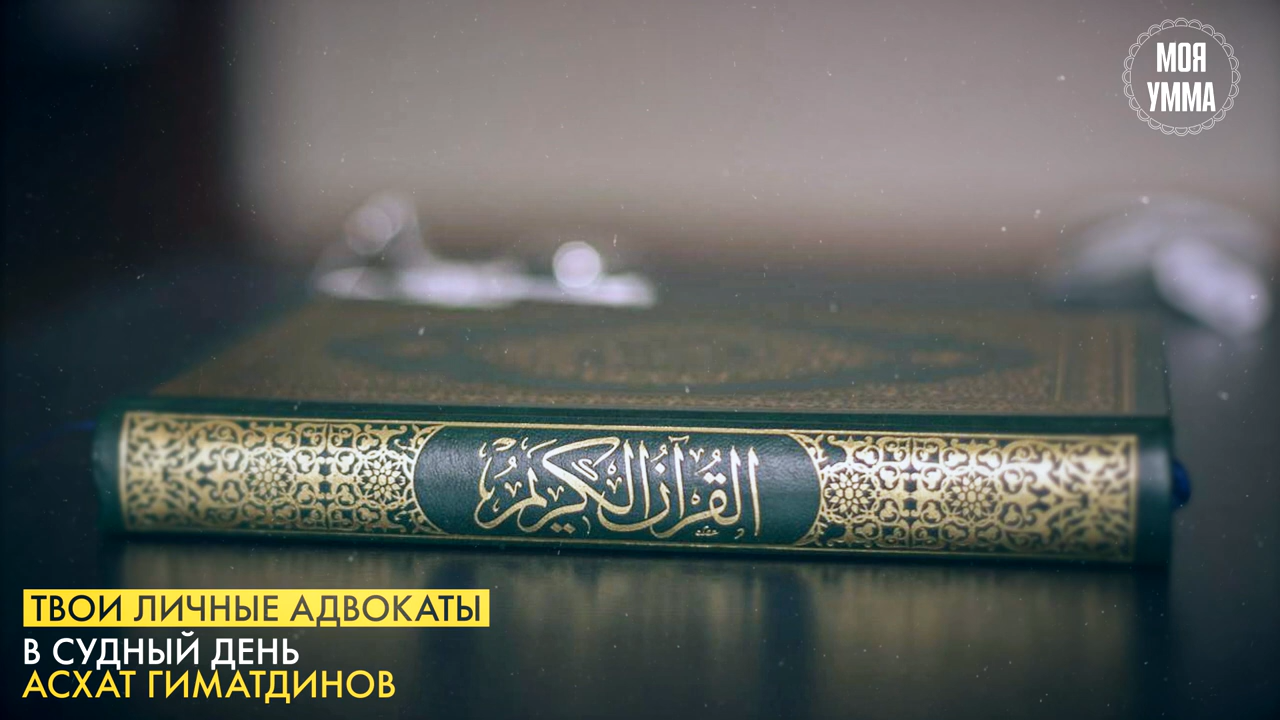 МОЯ
УММА
القرآن الكريم
ТВОИ ЛИЧНЫЕ АДВОКАТЫ
В СУДНЫЙ ДЕНЬ
АСХАТ ГИМАТДИНОВ